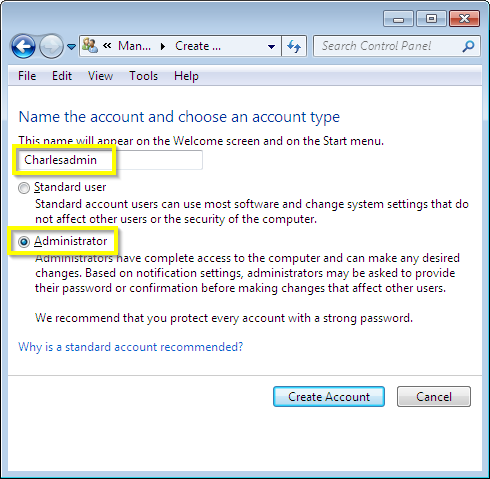 Man... Create ...
Search Control Panel
File Edit View Tools Help
Name the account and choose an account type
This name will appear on the Welcome screen and on the Start menu.
Charlesadmin
Standard user
Standard account users can use most software and change system settings that do
not affect other users or the security of the computer.
Administrator
Administrators have complete access to the computer and can make any desired
changes. Based on notification settings, administrators may be asked to provide
their password or confirmation before making changes that affect other users.
We recommend that you protect every account with a strong password.
Why is a standard account recommended?
Create Account Cancel